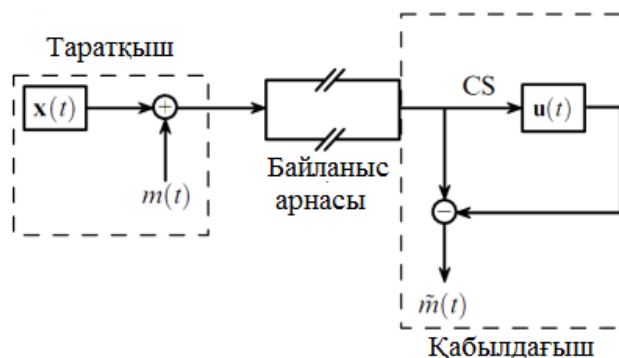 Таратқыш
x(t)
+
m(t)
Байланыс
арнасы
CS
u(t)
−
m̃(t)
Қабылдағыш